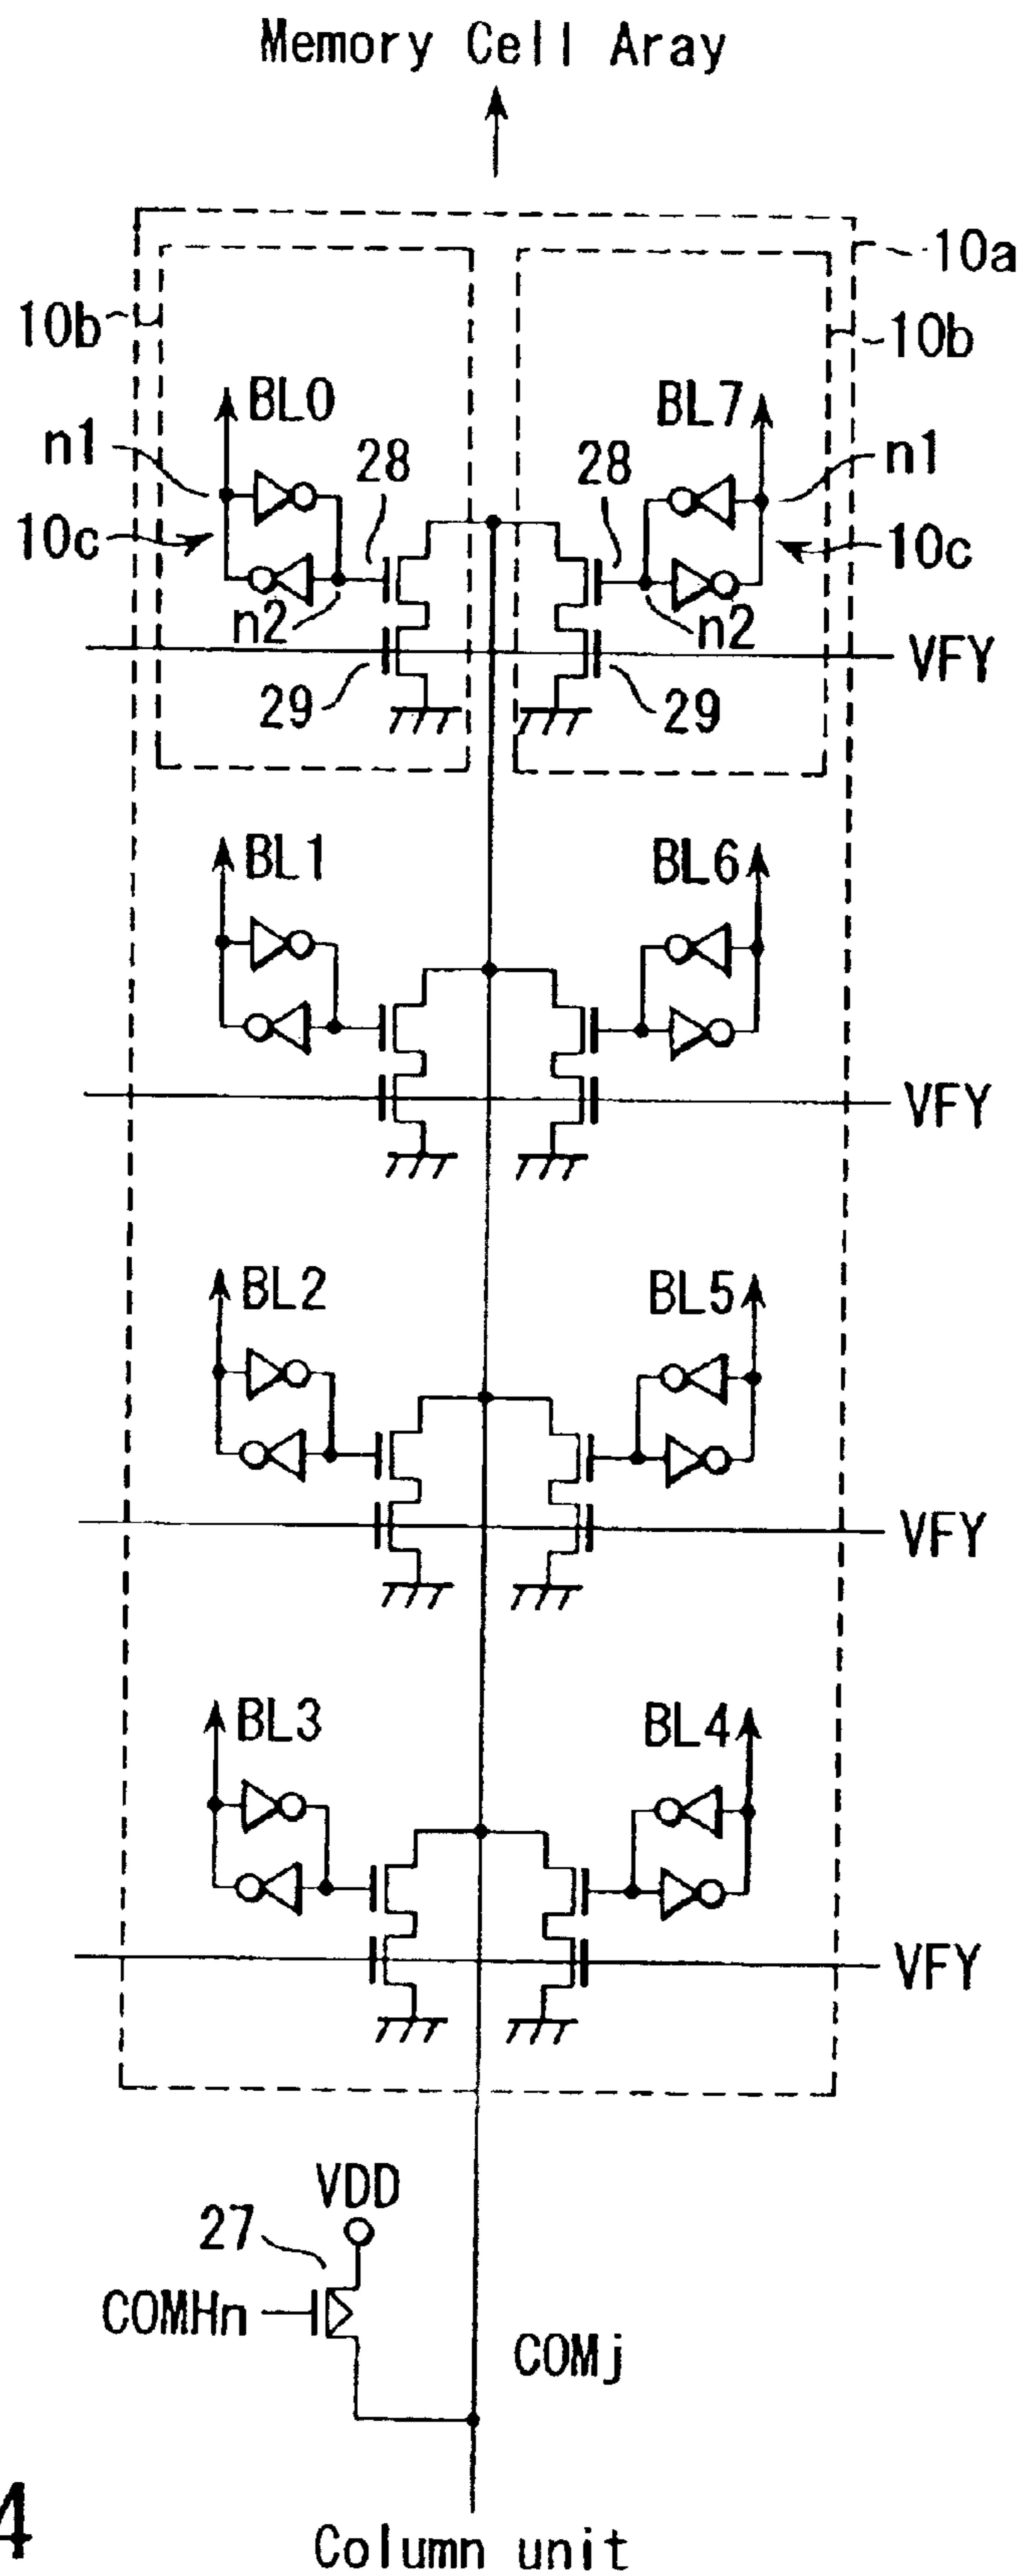 Memory Cell Aray
10a
10b
10b
BL0
BL7
n1
28
28
n1
10c
10c
n2
n2
VFY
29
29
BL1
BL6
VFY
BL2
BL5
VFY
BL3
BL4
VFY
VDD
27
COMHn
COMj
4
Column unit